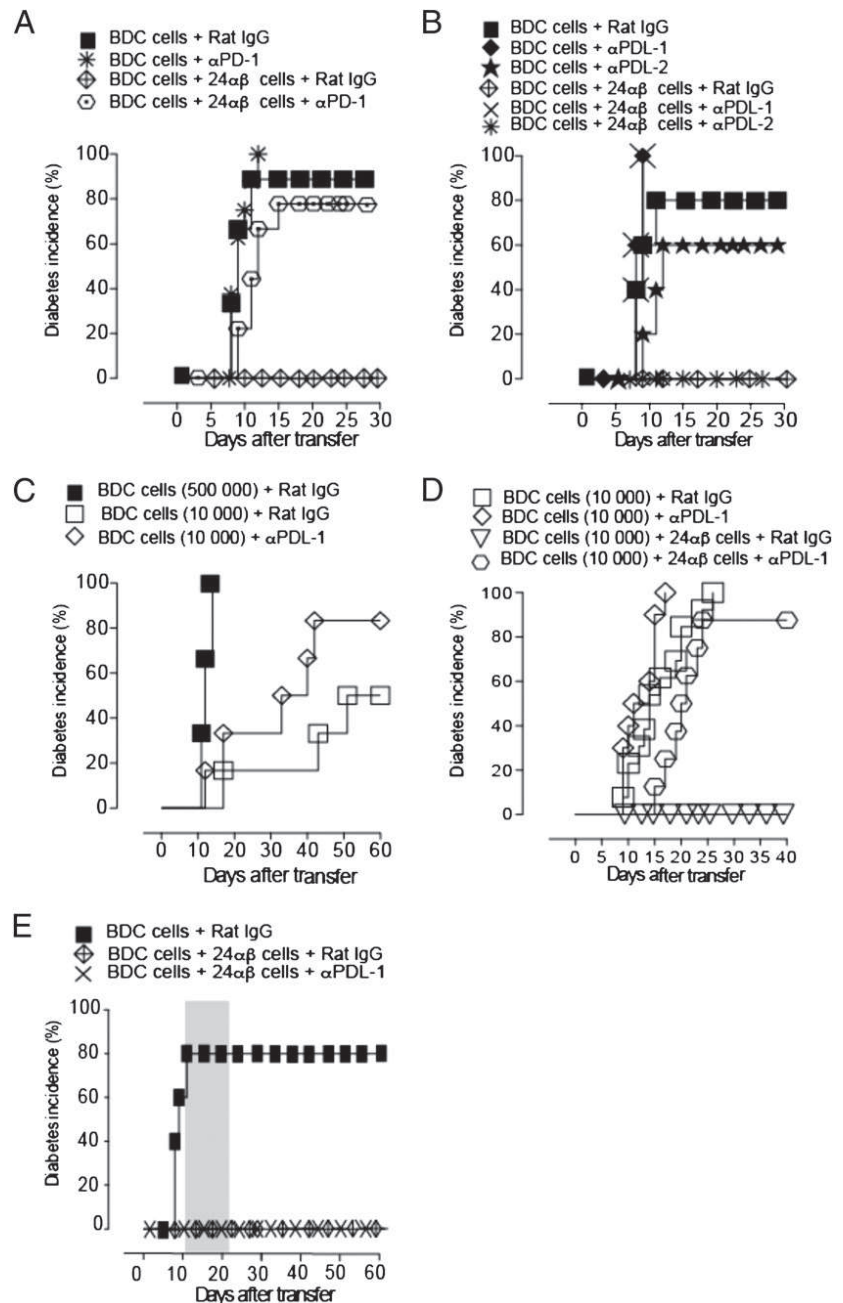 A
BDC cells + Rat IgG
BDC cells + αPD-1
BDC cells + 24αβ cells + Rat IgG
BDC cells + 24αβ cells + αPD-1
Diabetes incidence (%)
100
80
60
40
20
0
0 5 10 15 20 25 30
Days after transfer
B
BDC cells + Rat IgG
BDC cells + αPDL-1
BDC cells + αPDL-2
BDC cells + 24αβ cells + Rat IgG
BDC cells + 24αβ cells + αPDL-1
BDC cells + 24αβ cells + αPDL-2
Diabetes incidence (%)
100
80
60
40
20
0
0 5 10 15 20 25 30
Days after transfer
C
BDC cells (500 000) + Rat IgG
BDC cells (10 000) + Rat IgG
BDC cells (10 000) + αPDL-1
Diabetes incidence (%)
100
80
60
40
20
0
0 10 20 30 40 50 60
Days after transfer
D
BDC cells (10 000) + Rat IgG
BDC cells (10 000) + αPDL-1
BDC cells (10 000) + 24αβ cells + Rat IgG
BDC cells (10 000) + 24αβ cells + αPDL-1
Diabetes incidence (%)
100
80
60
40
20
0
0 5 10 15 20 25 30 35 40
Days after transfer
E
BDC cells + Rat IgG
BDC cells + 24αβ cells + Rat IgG
BDC cells + 24αβ cells + αPDL-1
Diabetes incidence (%)
100
80
60
40
20
0
0 10 20 30 40 50 60
Days after transfer